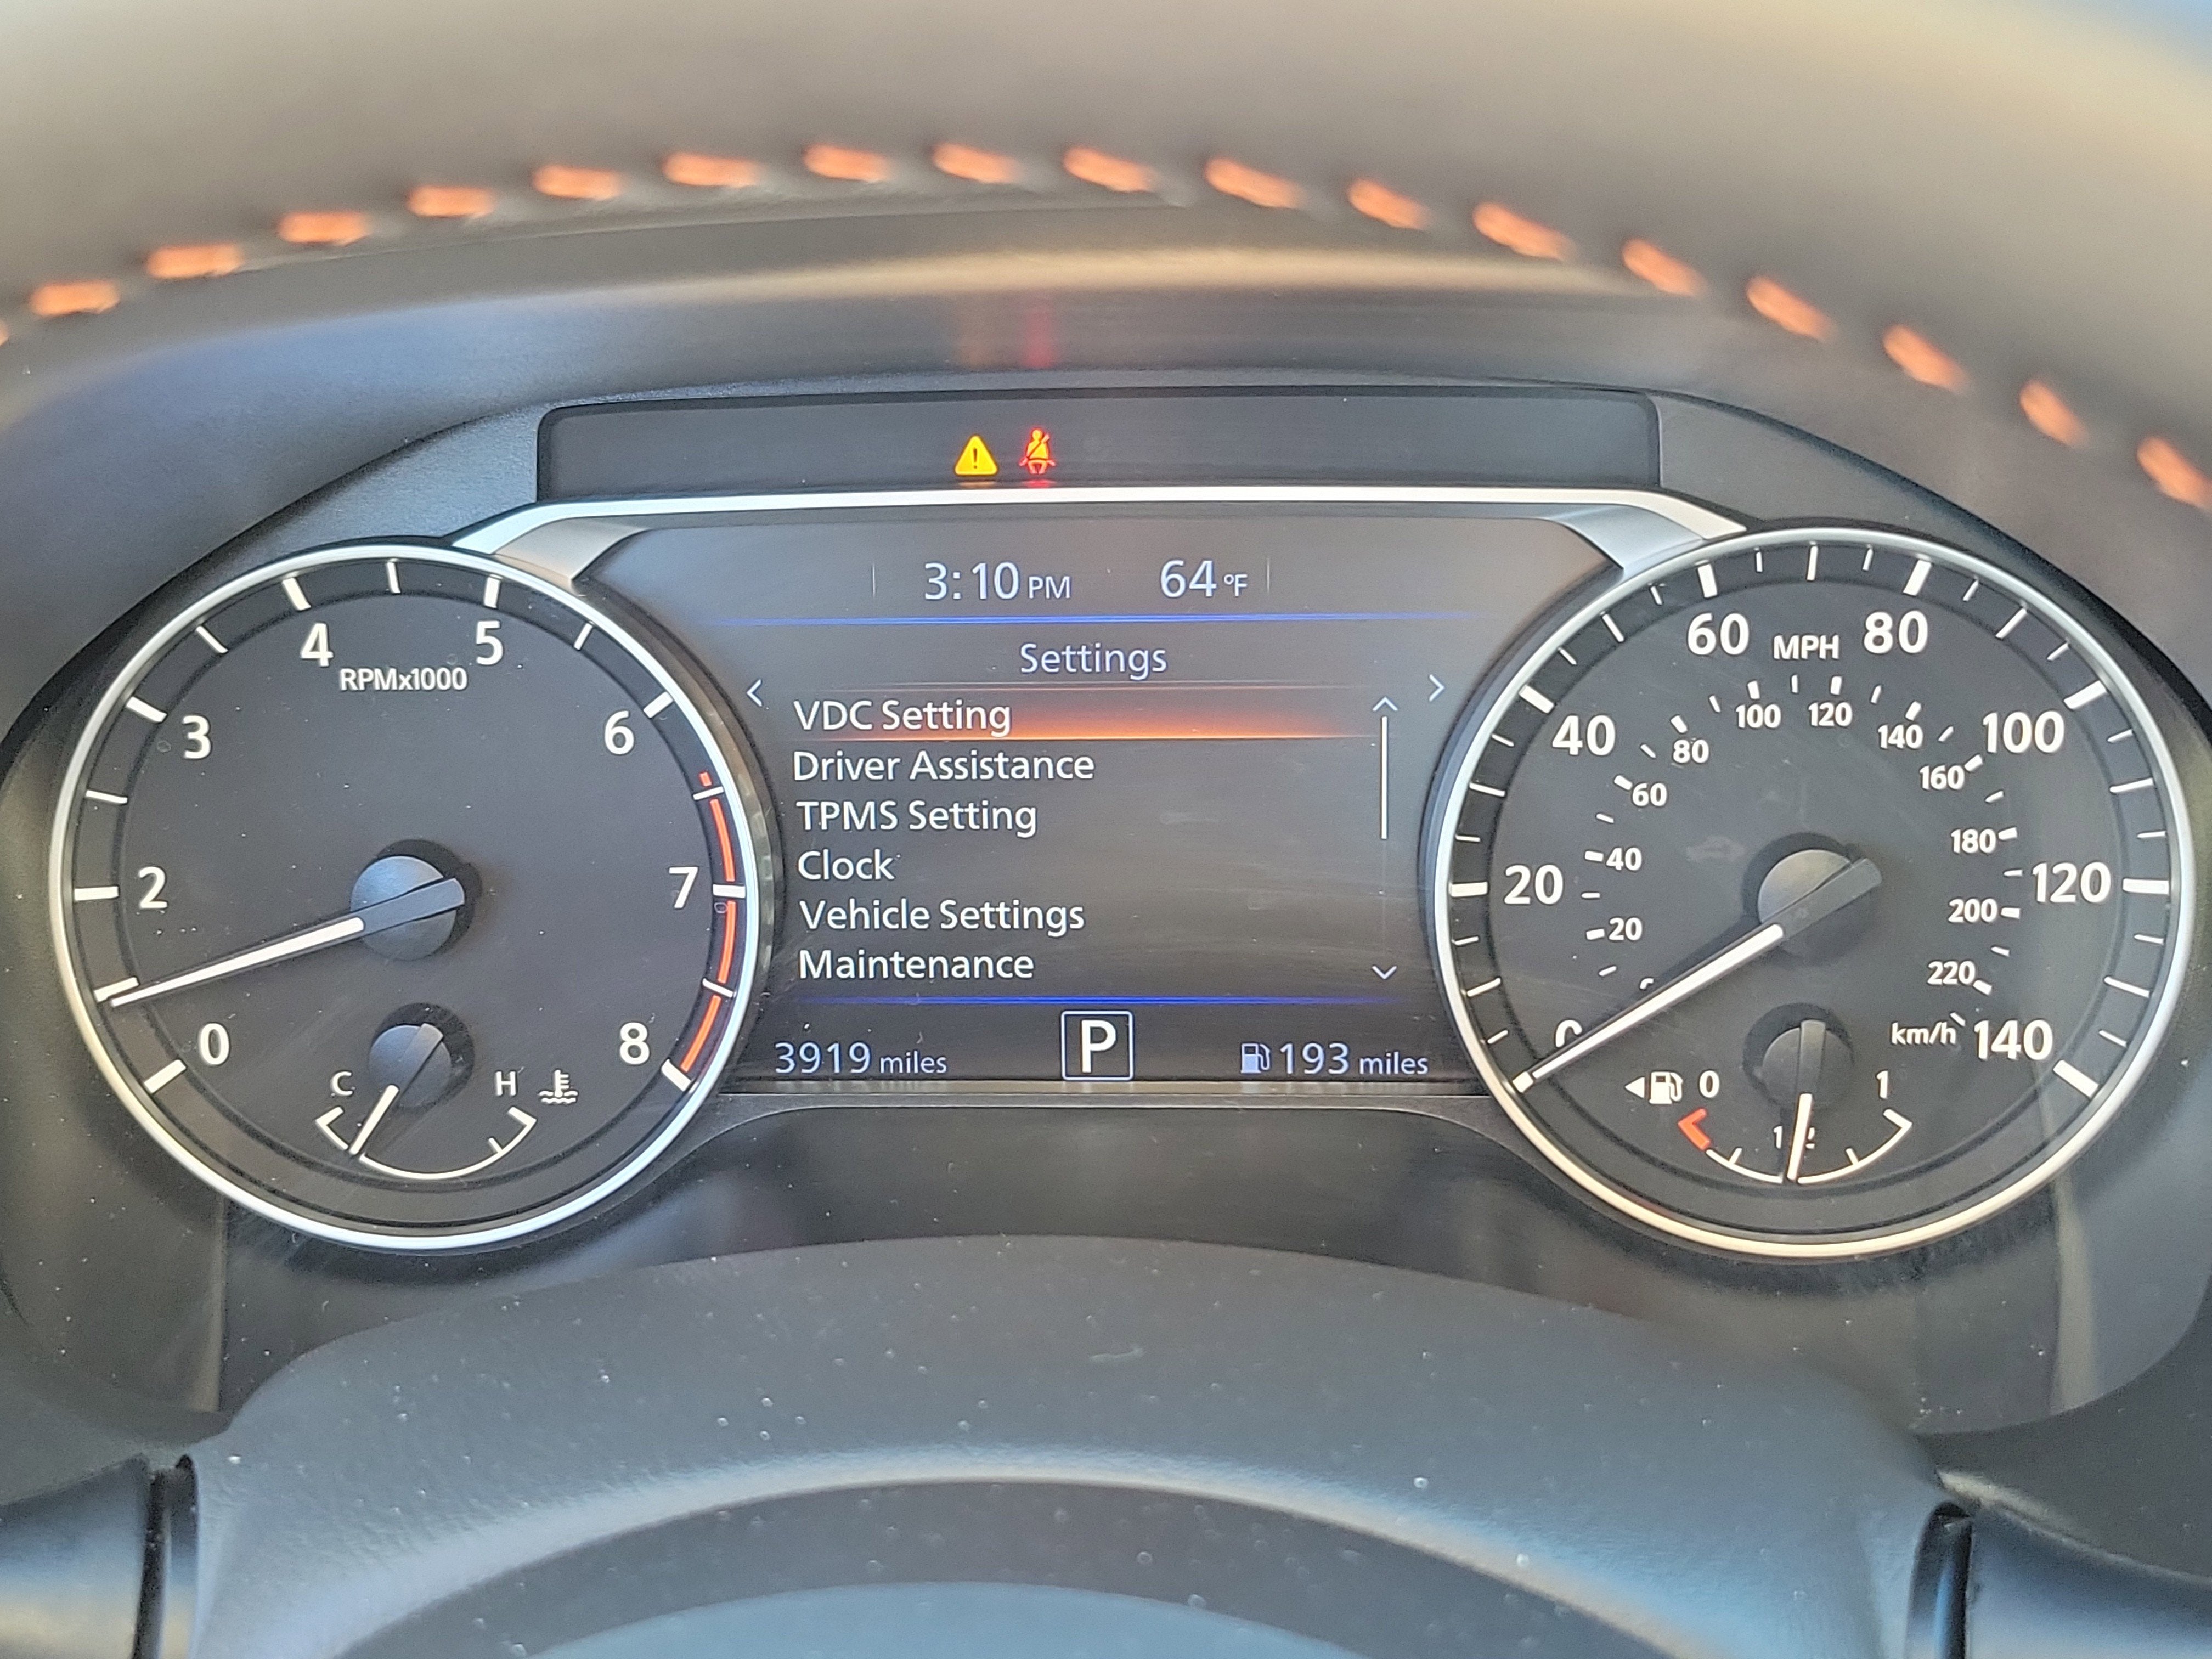 3:10 PM 64°F
Settings
VDC Setting
Driver Assistance
TPMS Setting
Clock
Vehicle Settings
Maintenance
3919 miles P 193 miles
0 2 3 4 5 6 7 8
RPMx1000
C H
0 20 40 60 80 100 120 140
MPH
20 40 60 80 100 120 140 160 180 200 220
km/h
0 1